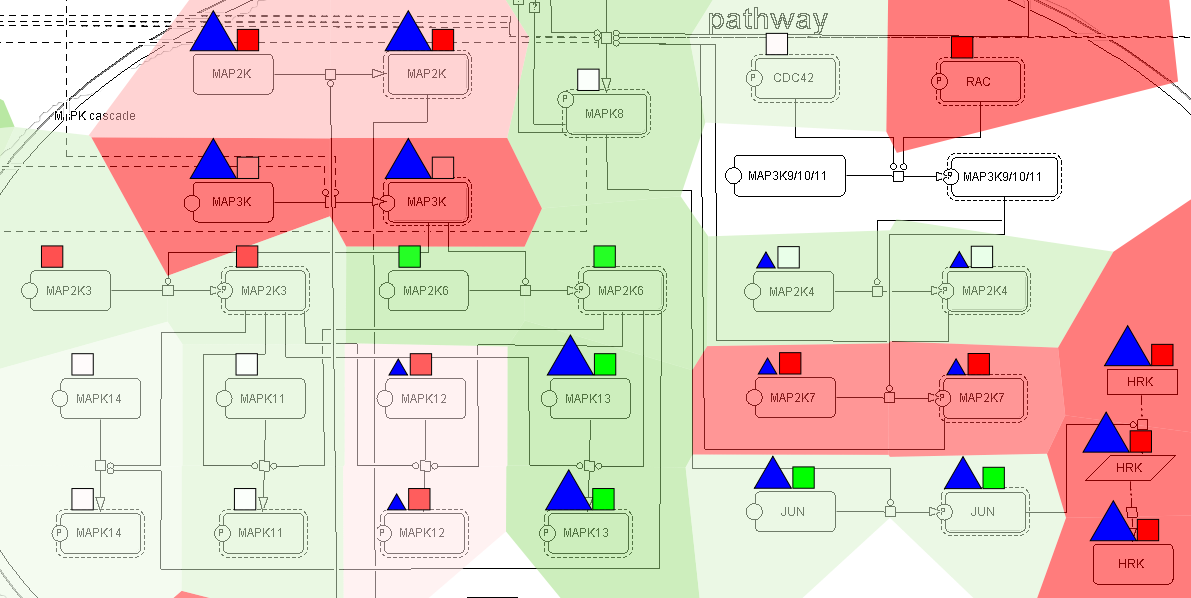 pathway
MAP2K MAP2K CDC42 P RAC P
MAPK8 P
MAPK cascade
MAP3K9/10/11 MAP3K9/10/11 P
MAP3K MAP3K
MAP2K3 MAP2K3 P MAP2K6 MAP2K6 P MAP2K4 MAP2K4 P
HRK
MAPK14 MAPK11 MAPK12 MAPK13 MAP2K7 MAP2K7 P
HRK
JUN JUN P
MAPK14 P MAPK11 P MAPK12 P MAPK13 P
HRK